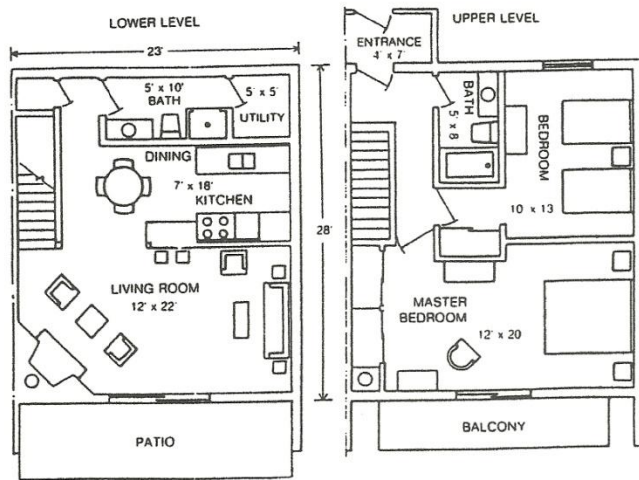 LOWER LEVEL
23'
5' x 10'
BATH
5' x 5'
UTILITY
DINING
7' x 18'
KITCHEN
28'
LIVING ROOM
12' x 22'
PATIO
UPPER LEVEL
ENTRANCE
4' x 7'
BATH
5' x 8
BEDROOM
10 x 13
MASTER
BEDROOM
12' x 20
BALCONY